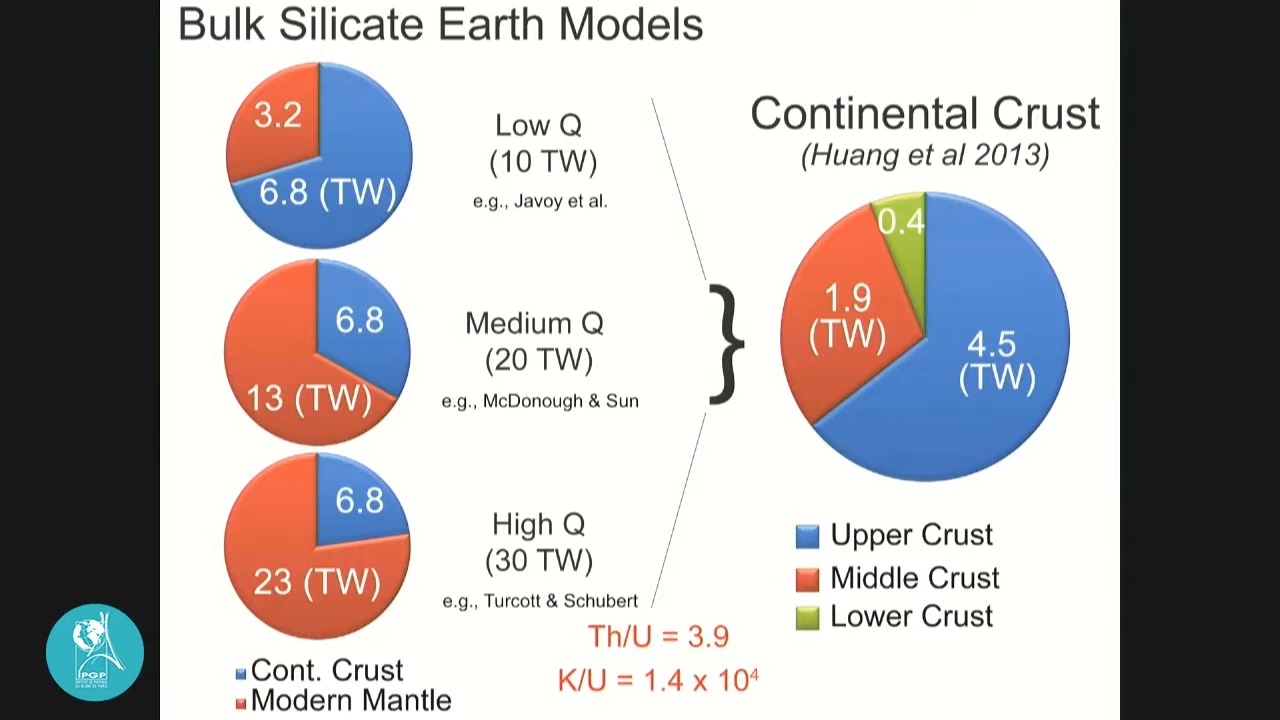 Bulk Silicate Earth Models
3.2
6.8 (TW)
Low Q
(10 TW)
e.g., Javoy et al.
6.8
13 (TW)
Medium Q
(20 TW)
e.g., McDonough & Sun
6.8
23 (TW)
High Q
(30 TW)
e.g., Turcott & Schubert
Th/U = 3.9
K/U = 1.4 x 10⁴
Cont. Crust
Modern Mantle
}
Continental Crust
(Huang et al 2013)
0.4
1.9
(TW)
4.5
(TW)
Upper Crust
Middle Crust
Lower Crust
PGP